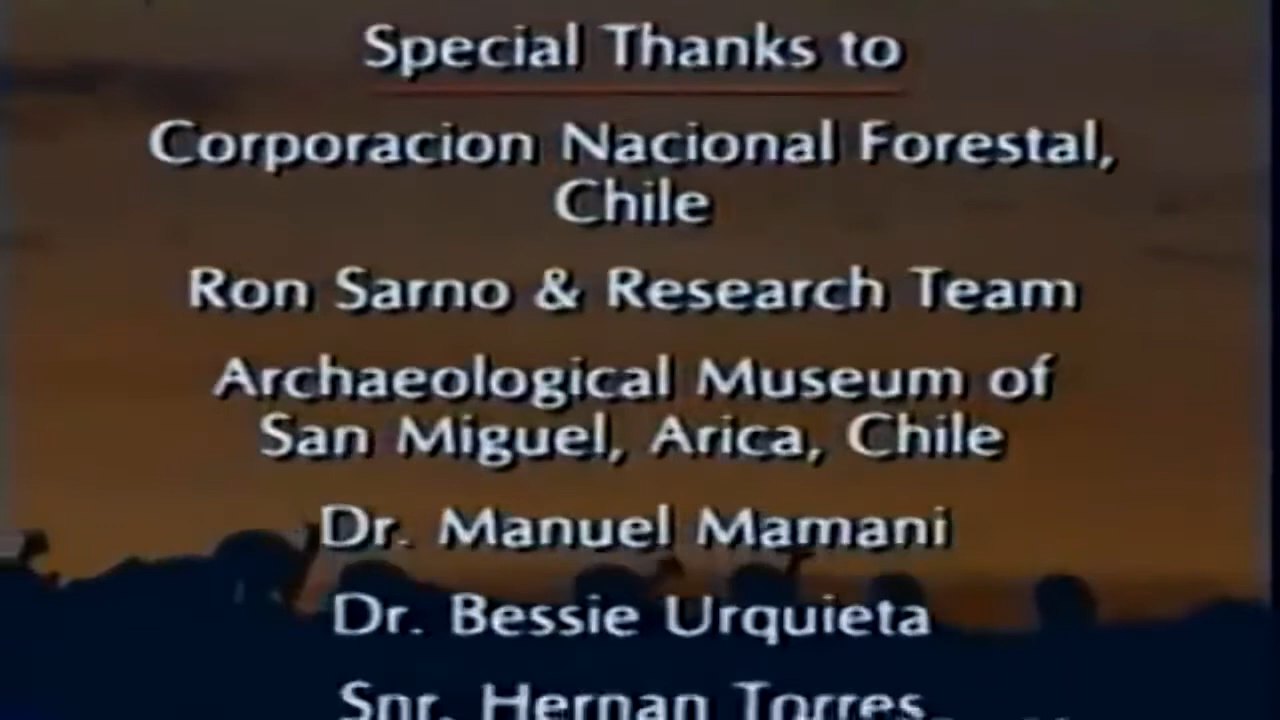 Special Thanks to
Corporacion Nacional Forestal,
Chile
Ron Sarno & Research Team
Archaeological Museum of
San Miguel, Arica, Chile
Dr. Manuel Mamani
Dr. Bessie Urquieta
Snr. Hernan Torres